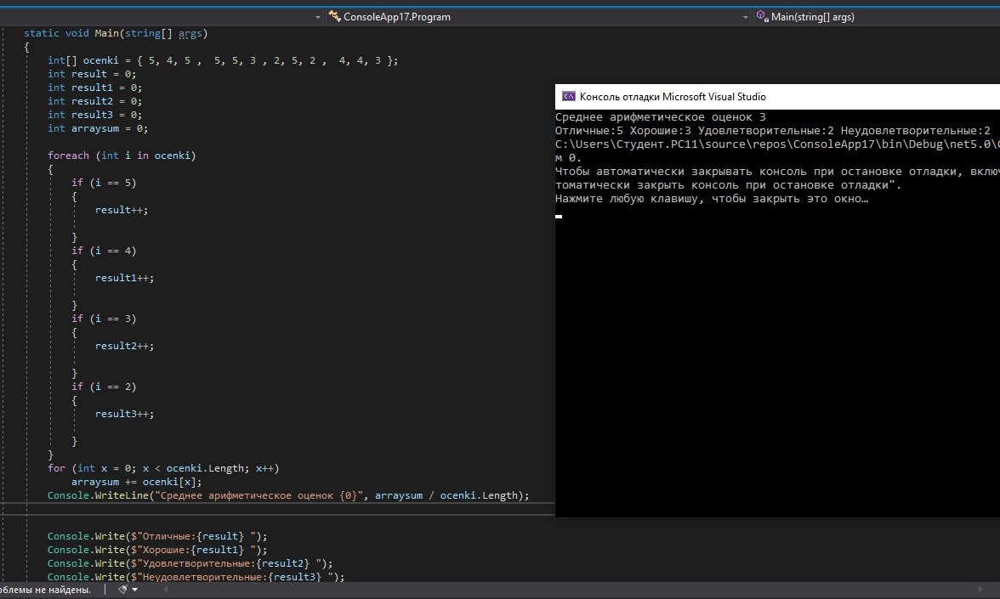 ConsoleApp17.Program
Main(string[] args)
static void Main(string[] args)
{
int[] ocenki = { 5, 4, 5 , 5, 5, 3 , 2, 5, 2 , 4, 4, 3 };
int result = 0;
int result1 = 0;
int result2 = 0;
int result3 = 0;
int arraysum = 0;
foreach (int i in ocenki)
{
if (i == 5)
{
result++;
}
if (i == 4)
{
result1++;
}
if (i == 3)
{
result2++;
}
if (i == 2)
{
result3++;
}
}
for (int x = 0; x < ocenki.Length; x++)
arraysum += ocenki[x];
Console.WriteLine("Среднее арифметическое оценок {0}", arraysum / ocenki.Length);
Console.Write($"Отличные:{result} ");
Console.Write($"Хорошие:{result1} ");
Console.Write($"Удовлетворительные:{result2} ");
Console.Write($"Неудовлетворительные:{result3} ");
облемы не найдены.
Консоль отладки Microsoft Visual Studio
Среднее арифметическое оценок 3
Отличные:5 Хорошие:3 Удовлетворительные:2 Неудовлетворительные:2
C:\Users\Студент.PC11\source\repos\ConsoleApp17\bin\Debug\net5.0\
м 0.
Чтобы автоматически закрывать консоль при остановке отладки, вклю
томатически закрыть консоль при остановке отладки".
Нажмите любую клавишу, чтобы закрыть это окно…